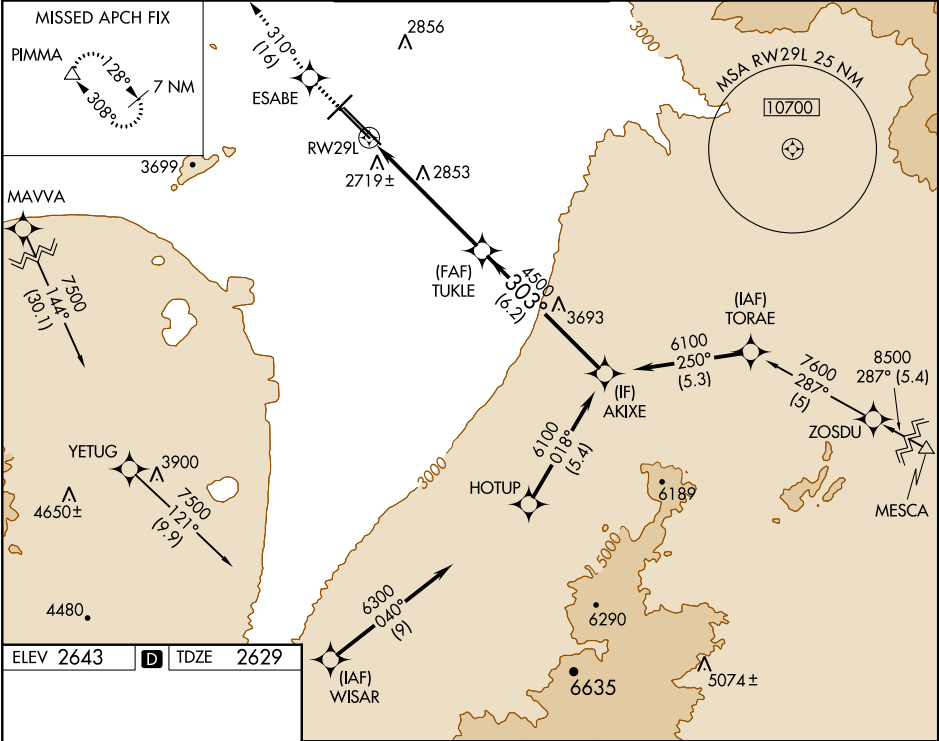 MISSED APCH FIX
PIMMA
128°
7 NM
308°
310°
(16)
2856
3000
ESABE
MSA RW29L 25 NM
10700
RW29L
2719±
2853
3699
MAVVA
7500
144°
(30.1)
(FAF)
TUKLE
4500
303°
(6.2)
3693
(IAF)
TORAE
6100
250°
(5.3)
7600
287°
(5)
8500
287° (5.4)
(IF)
AKIXE
ZOSDU
MESCA
6100
018°
(5.4)
YETUG
3900
7500
121°
(9.9)
4650±
3000
HOTUP
6189
5000
4480
6300
040°
(9)
6290
ELEV 2643
D
TDZE 2629
(IAF)
WISAR
6635
5074±